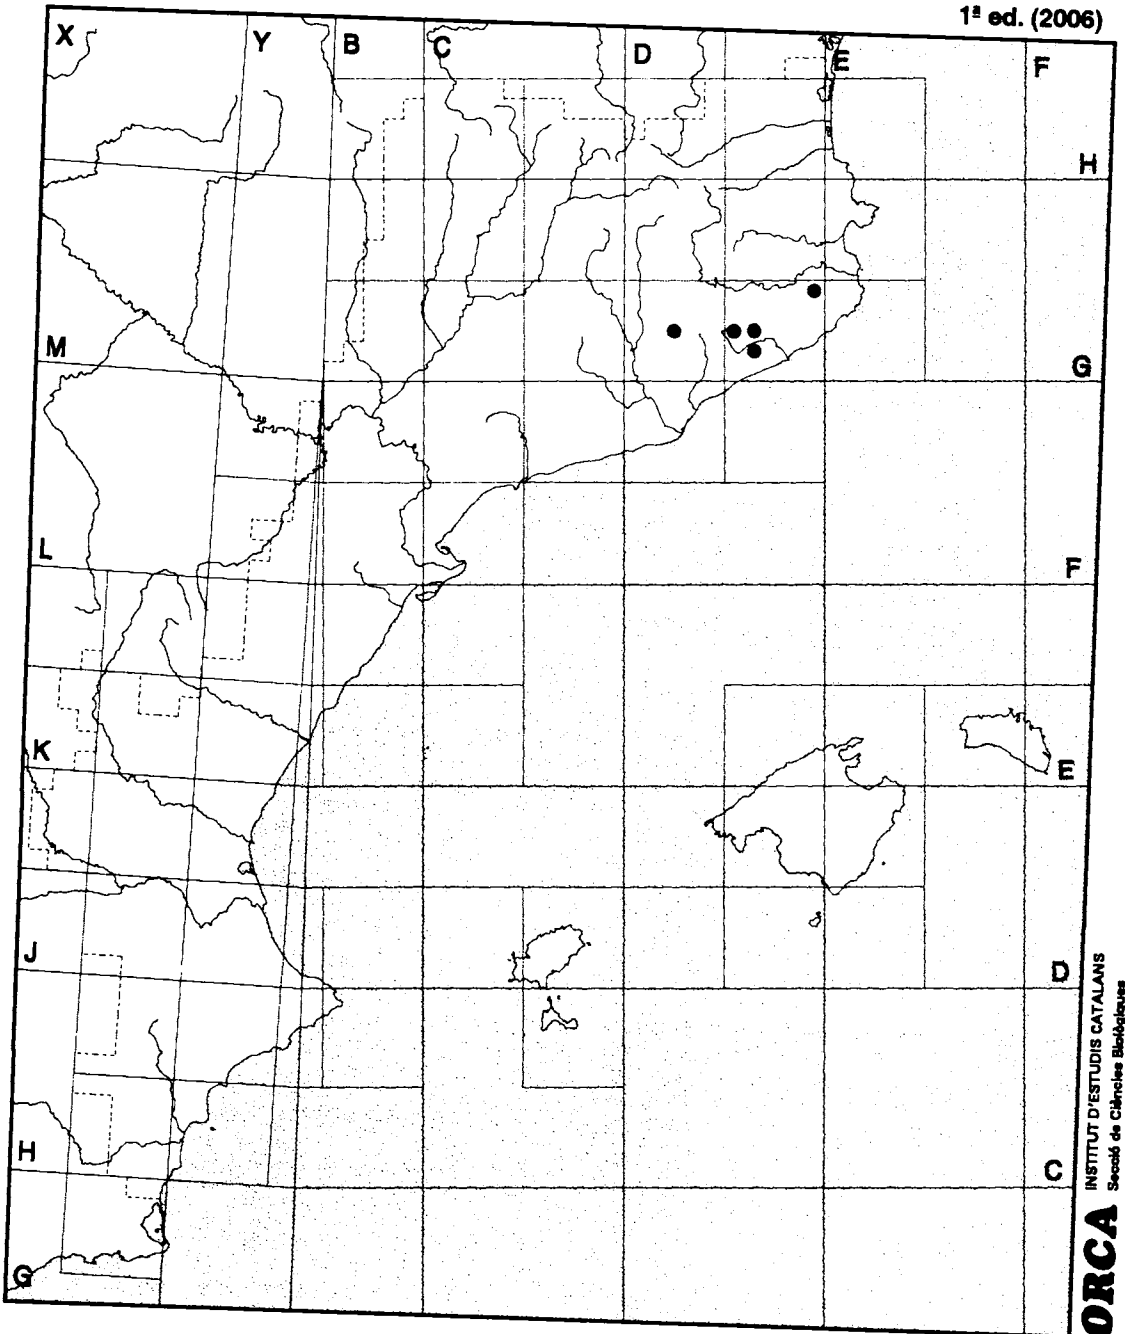 1ª ed. (2006)
X
Y
B
C
D
E
F
H
M
G
L
F
K
E
J
D
H
C
G
ORCA
INSTITUT D'ESTUDIS CATALANS
Secció de Ciències Biològiques